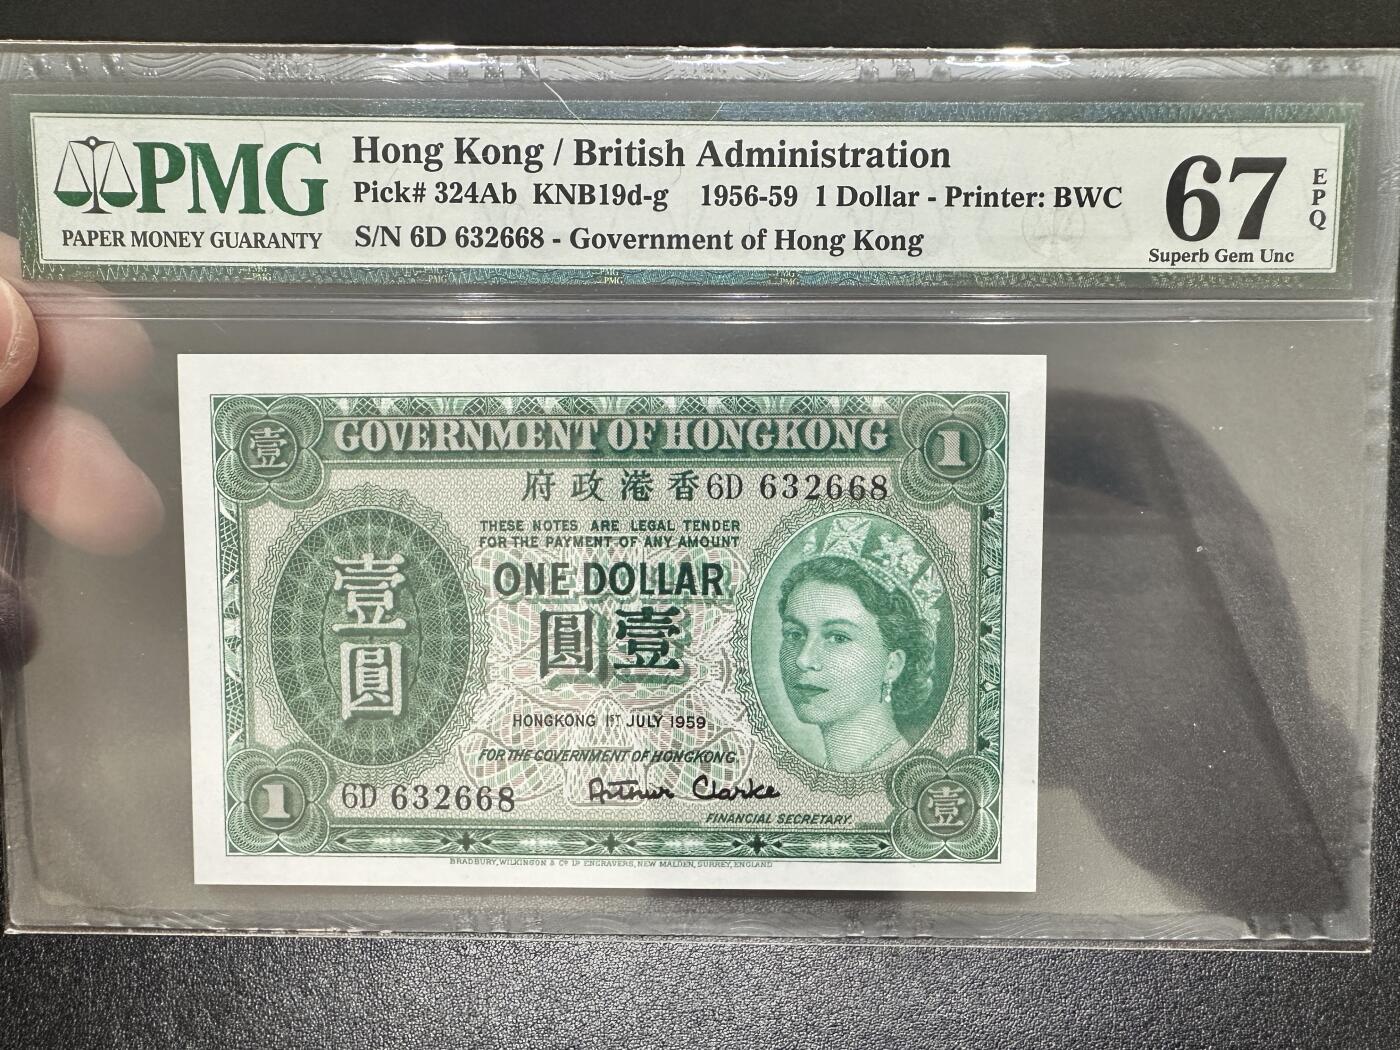 PMG
PAPER MONEY GUARANTY
Hong Kong / British Administration
Pick# 324Ab KNB19d-g 1956-59 1 Dollar - Printer: BWC
S/N 6D 632668 - Government of Hong Kong
67
EPQ
Superb Gem Unc
壹
GOVERNMENT OF HONGKONG
1
府政港香
6D 632668
THESE NOTES ARE LEGAL TENDER
FOR THE PAYMENT OF ANY AMOUNT
ONE DOLLAR
圓壹
壹圓
HONGKONG 1ST JULY 1959
FOR THE GOVERNMENT OF HONGKONG.
Arthur Clarke
FINANCIAL SECRETARY.
1
6D 632668
壹
BRADBURY, WILKINSON & Co Ld ENGRAVERS, NEW MALDEN, SURREY, ENGLAND